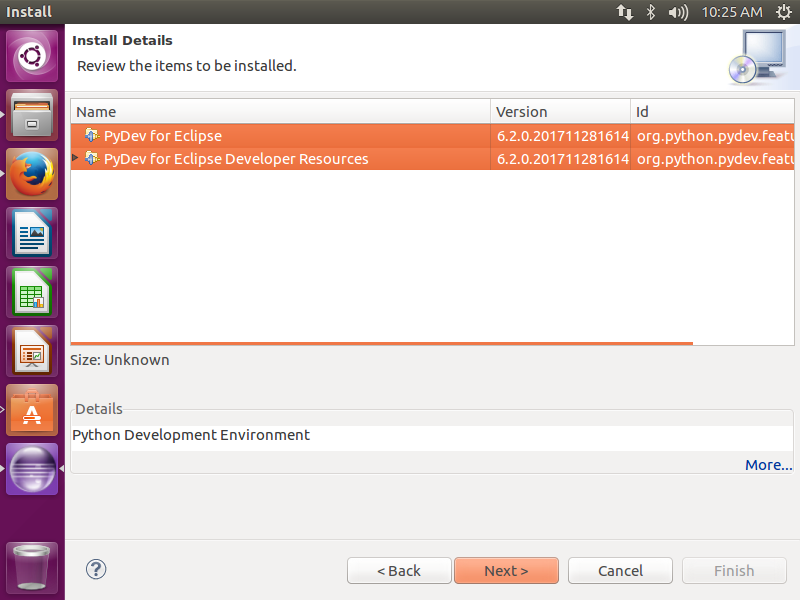 Install
10:25 AM
Install Details
Review the items to be installed.
Name Version Id
PyDev for Eclipse 6.2.0.201711281614 org.python.pydev.featu
PyDev for Eclipse Developer Resources 6.2.0.201711281614 org.python.pydev.featu
Size: Unknown
Details
Python Development Environment
More...
? < Back Next > Cancel Finish